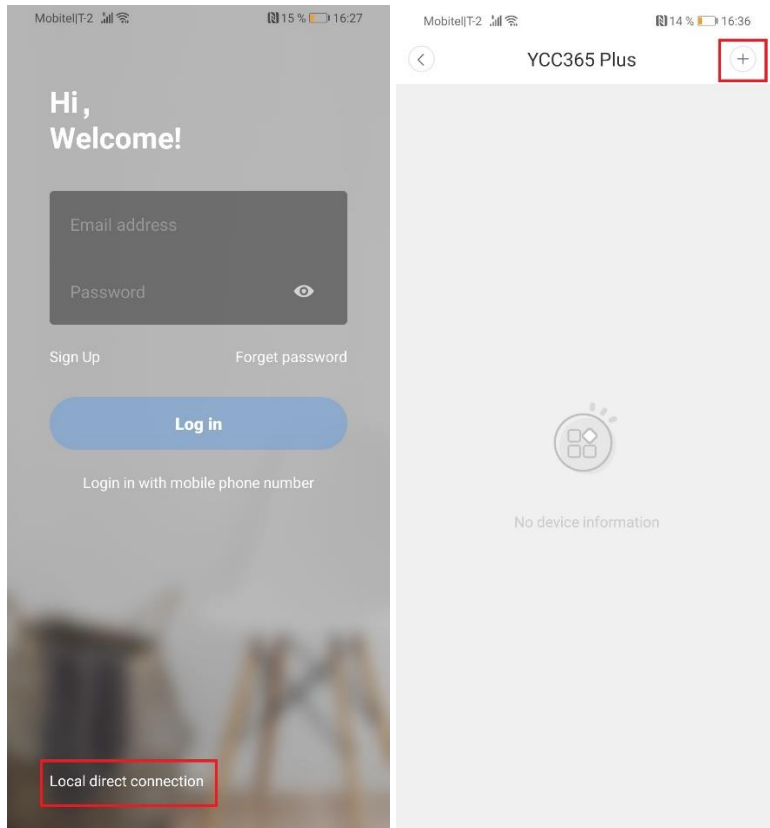 Mobitel|T-2 15 % 16:27
Hi,
Welcome!
Email address
Password
Sign Up Forget password
Log in
Login in with mobile phone number
Local direct connection
Mobitel|T-2 14 % 16:36
YCC365 Plus
No device information